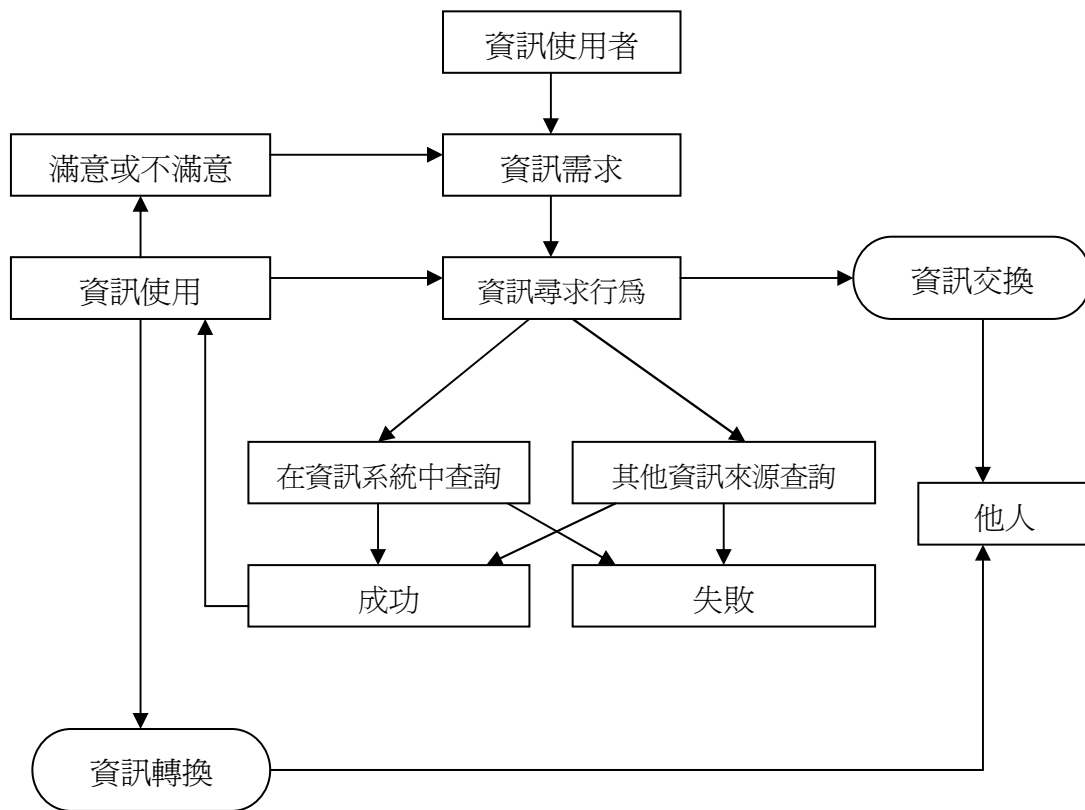 資訊使用者
滿意或不滿意
資訊需求
資訊使用
資訊尋求行為
資訊交換
在資訊系統中查詢
其他資訊來源查詢
他人
成功
失敗
資訊轉換